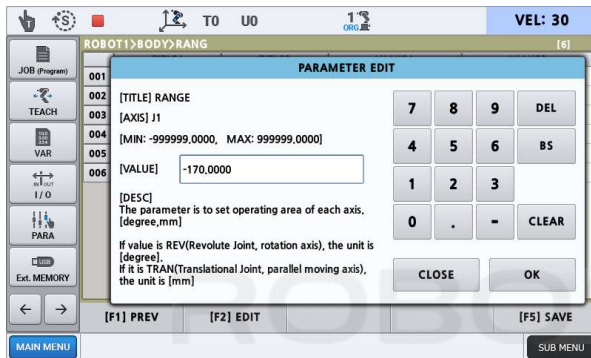 T0 U0
ORG
VEL: 30
ROBOT1>BODY>RANG [6]
JOB (Program)
TEACH
VAR
IN OUT
I/O
PARA
USB
Ext. MEMORY
001
002
003
004
005
006
PARAMETER EDIT
[TITLE] RANGE
[AXIS] J1
[MIN: -999999.0000, MAX: 999999.0000]
[VALUE] -170.0000
[DESC]
The parameter is to set operating area of each axis.
[degree,mm]
If value is REV(Revolute Joint, rotation axis), the unit is
[degree].
If it is TRAN(Translational Joint, parallel moving axis),
the unit is [mm]
7 8 9 DEL
4 5 6 BS
1 2 3
0 . - CLEAR
CLOSE OK
[F1] PREV [F2] EDIT [F5] SAVE
MAIN MENU SUB MENU
ROBO